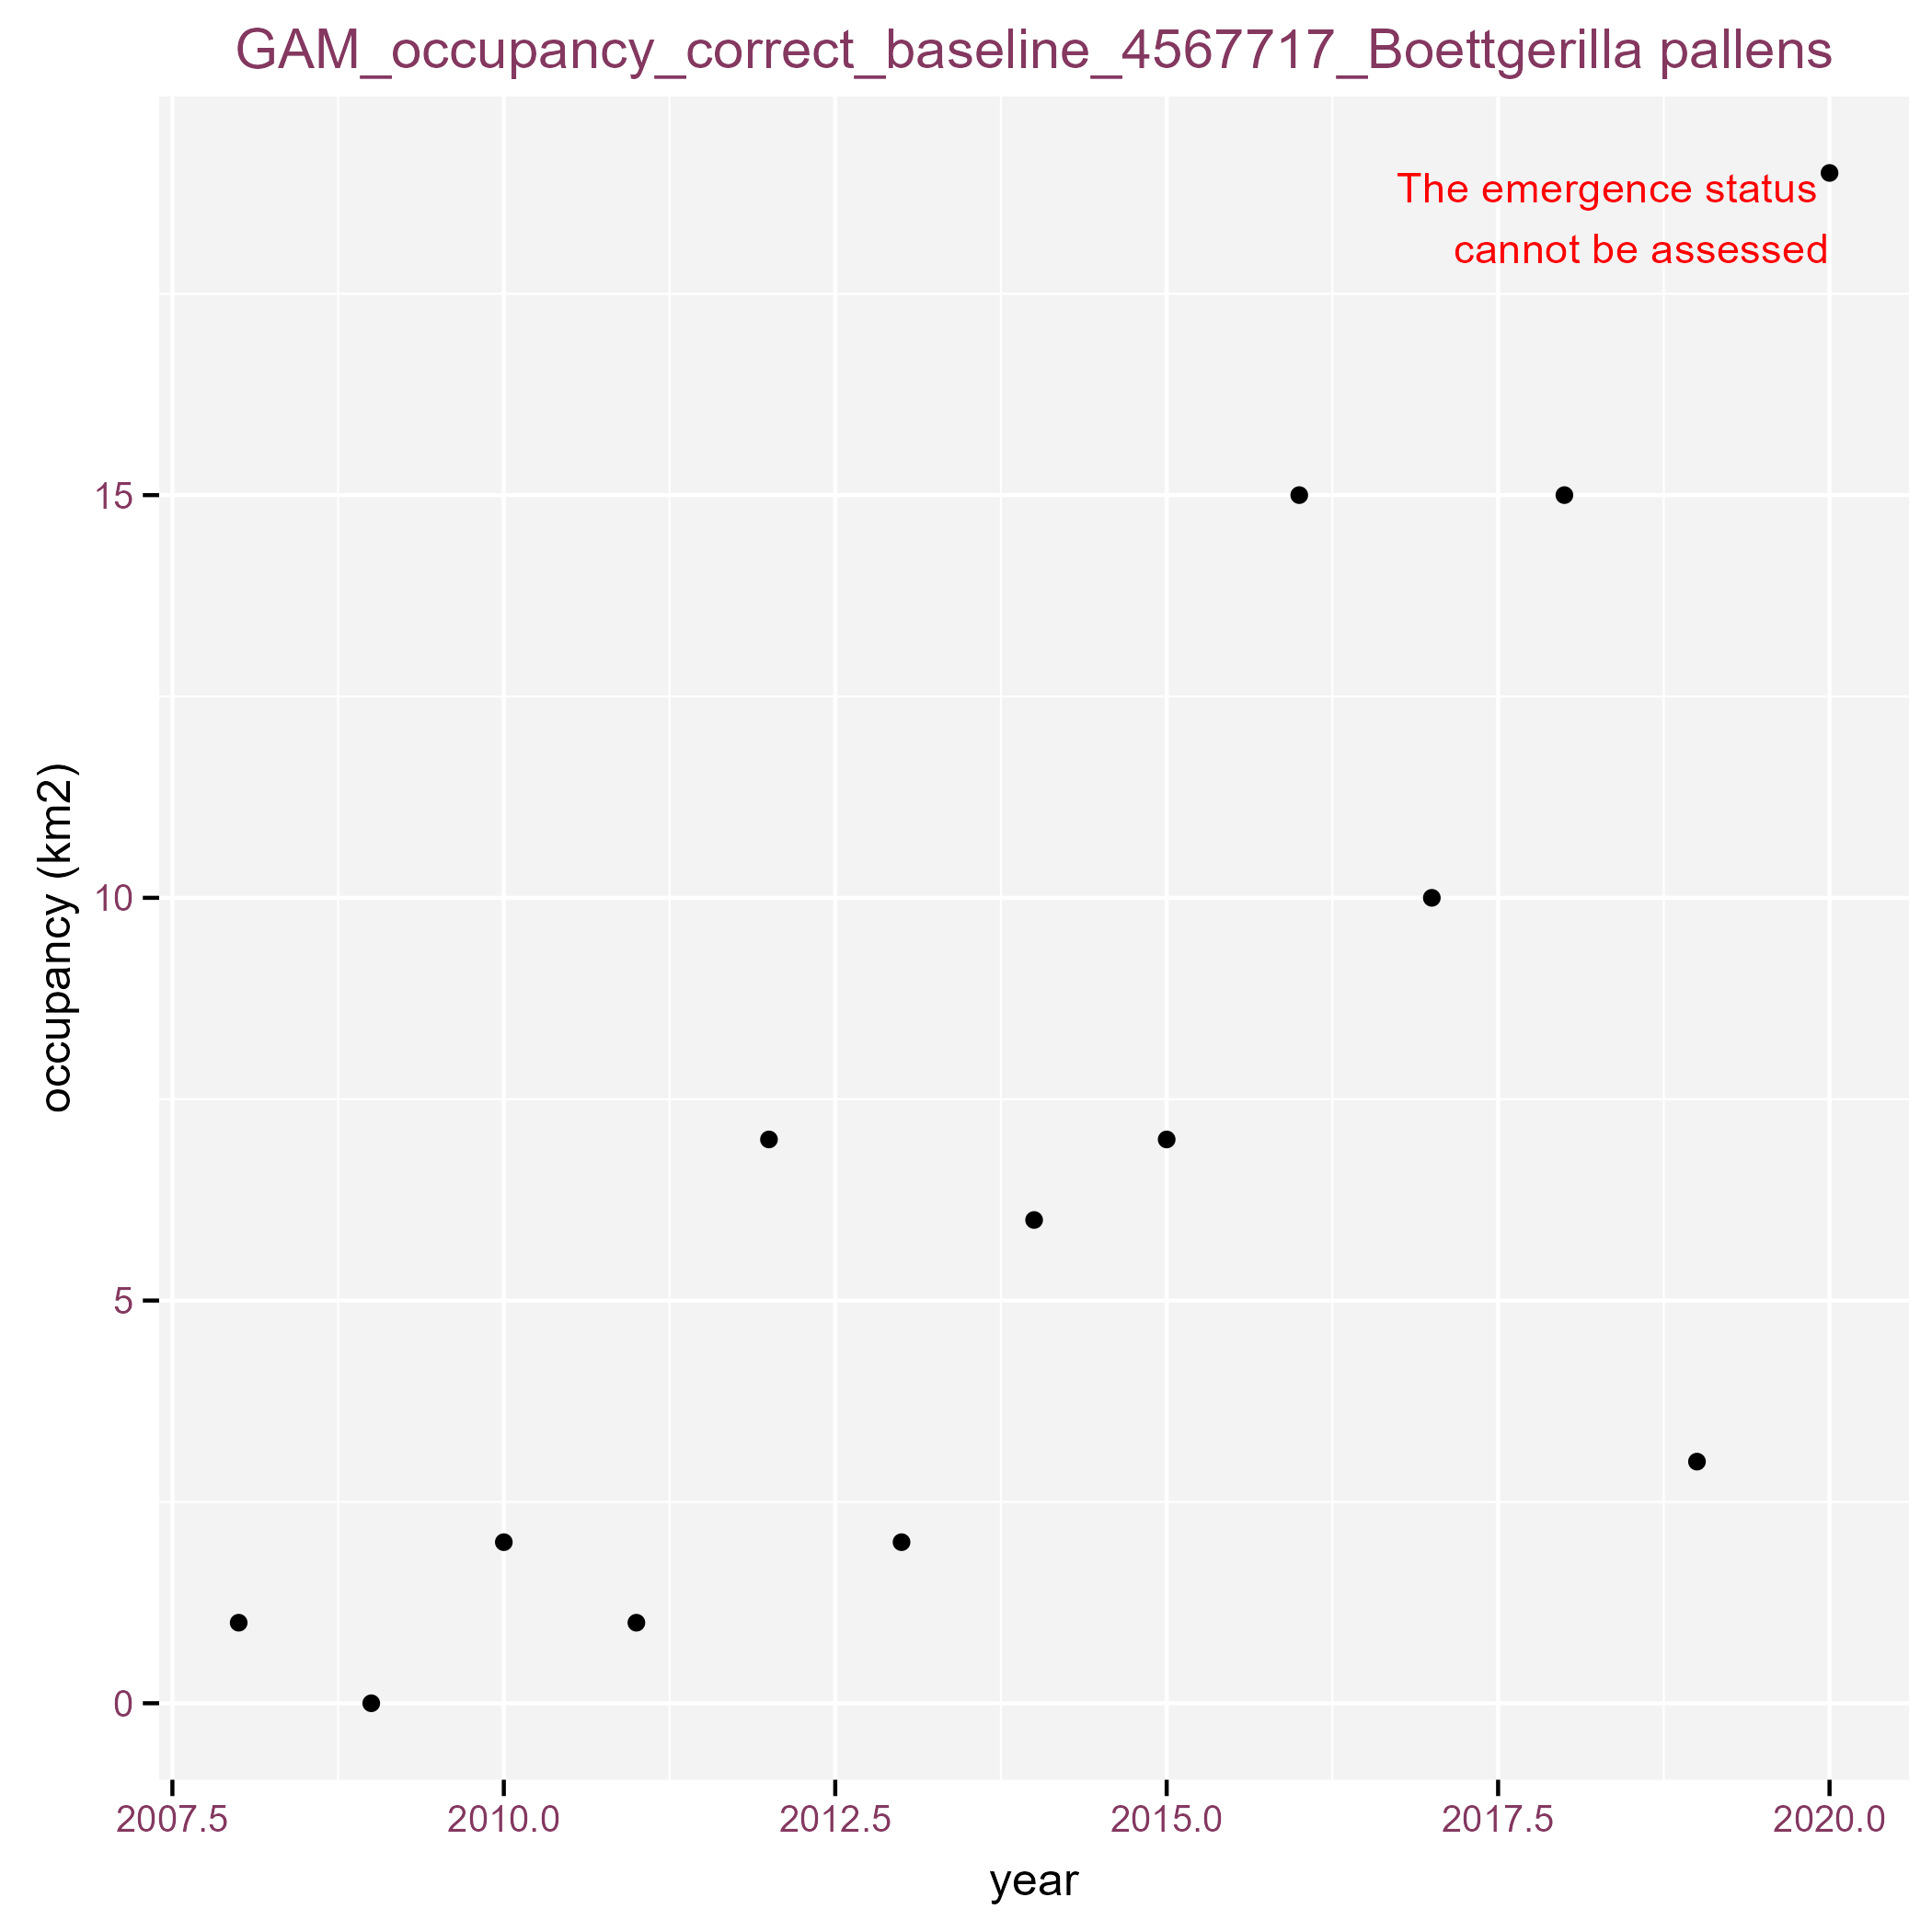 GAM_occupancy_correct_baseline_4567717_Boettgerilla pallens
The emergence status
cannot be assessed
15
10
5
0
occupancy (km2)
2007.5
2010.0
2012.5
2015.0
2017.5
2020.0
year